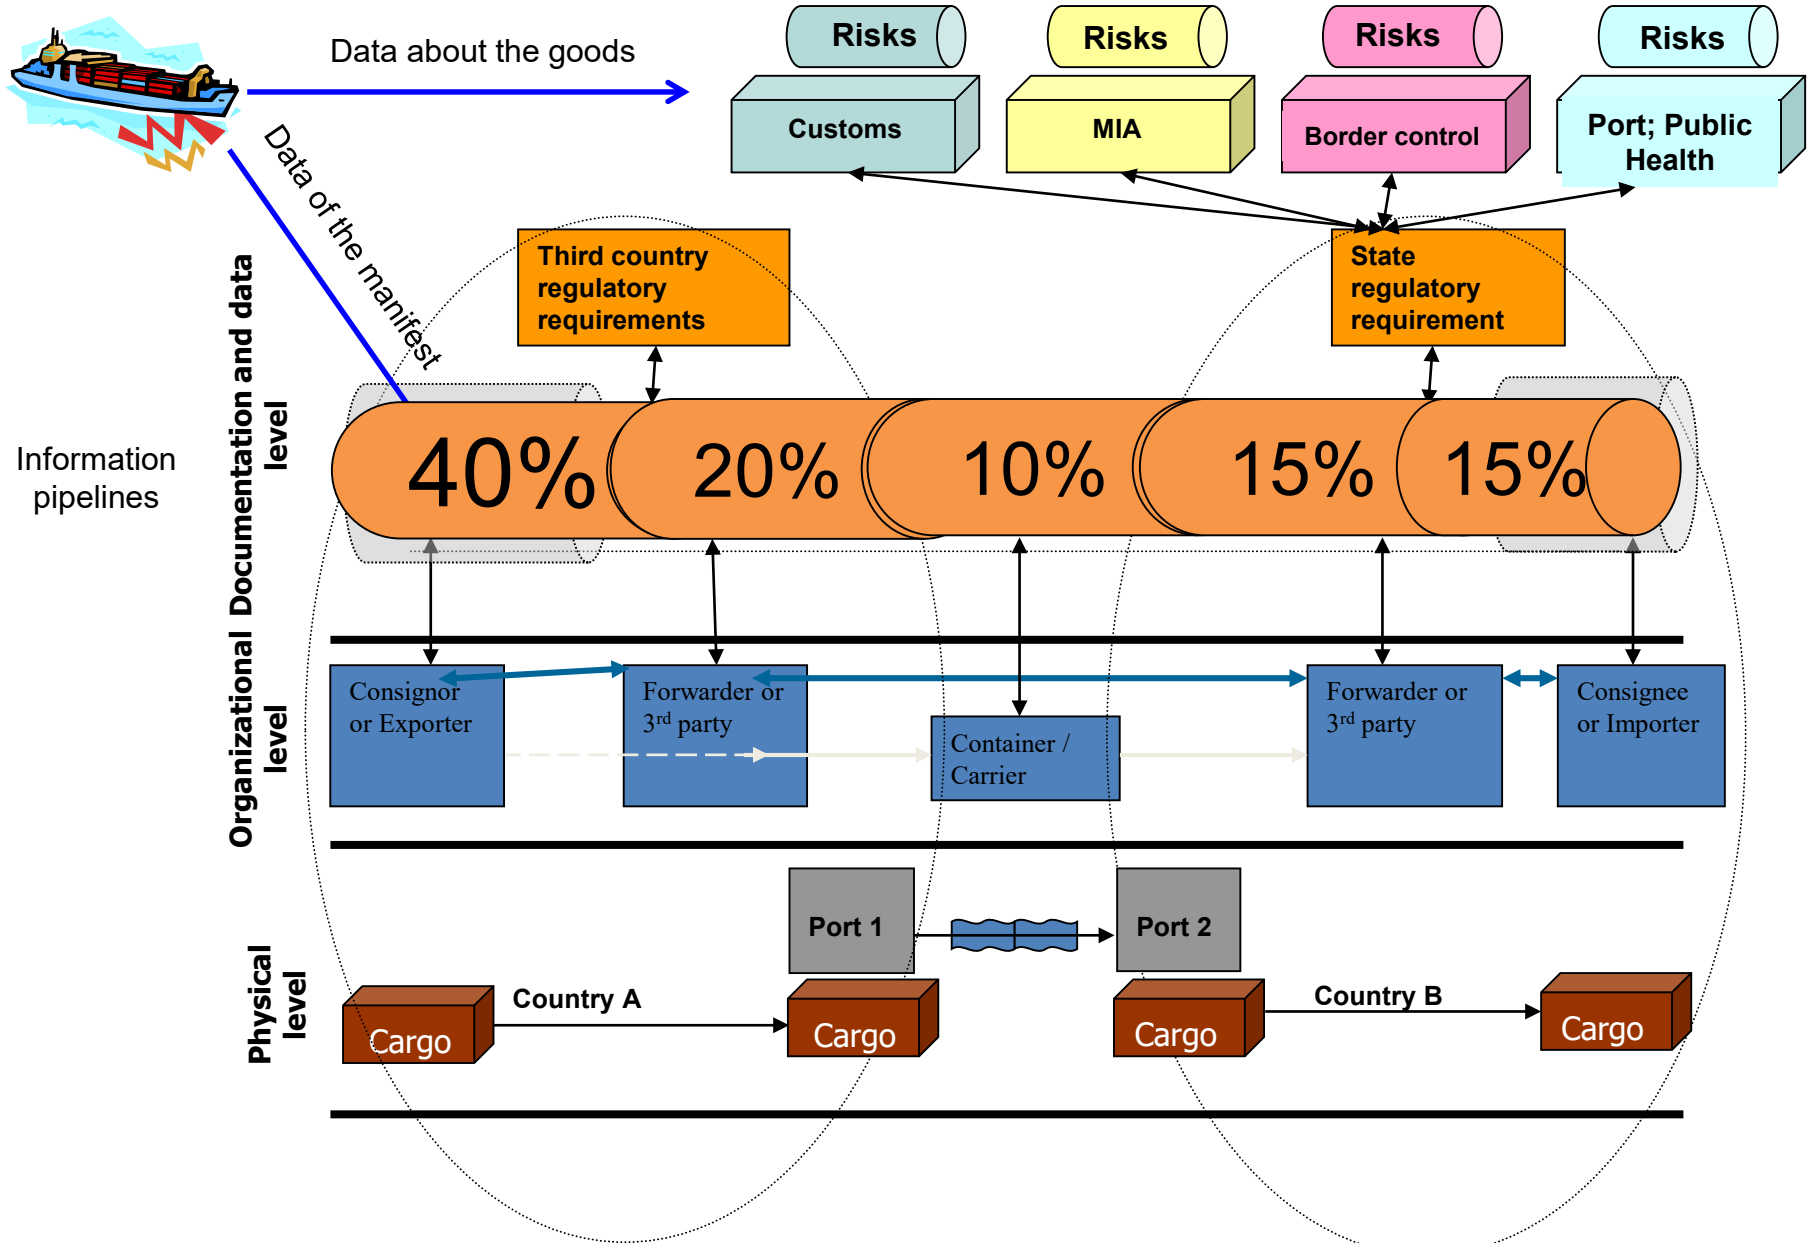 Data about the goods
Risks
Risks
Risks
Risks
Customs
MIA
Border control
Port; Public
Health
Data of the manifest
Third country
regulatory
requirements
State
regulatory
requirement
Documentation and data
level
Information
pipelines
40%
20%
10%
15%
15%
Organizational
level
Consignor
or Exporter
Forwarder or
3rd party
Container /
Carrier
Forwarder or
3rd party
Consignee
or Importer
Physical
level
Port 1
Port 2
Country A
Country B
Cargo
Cargo
Cargo
Cargo